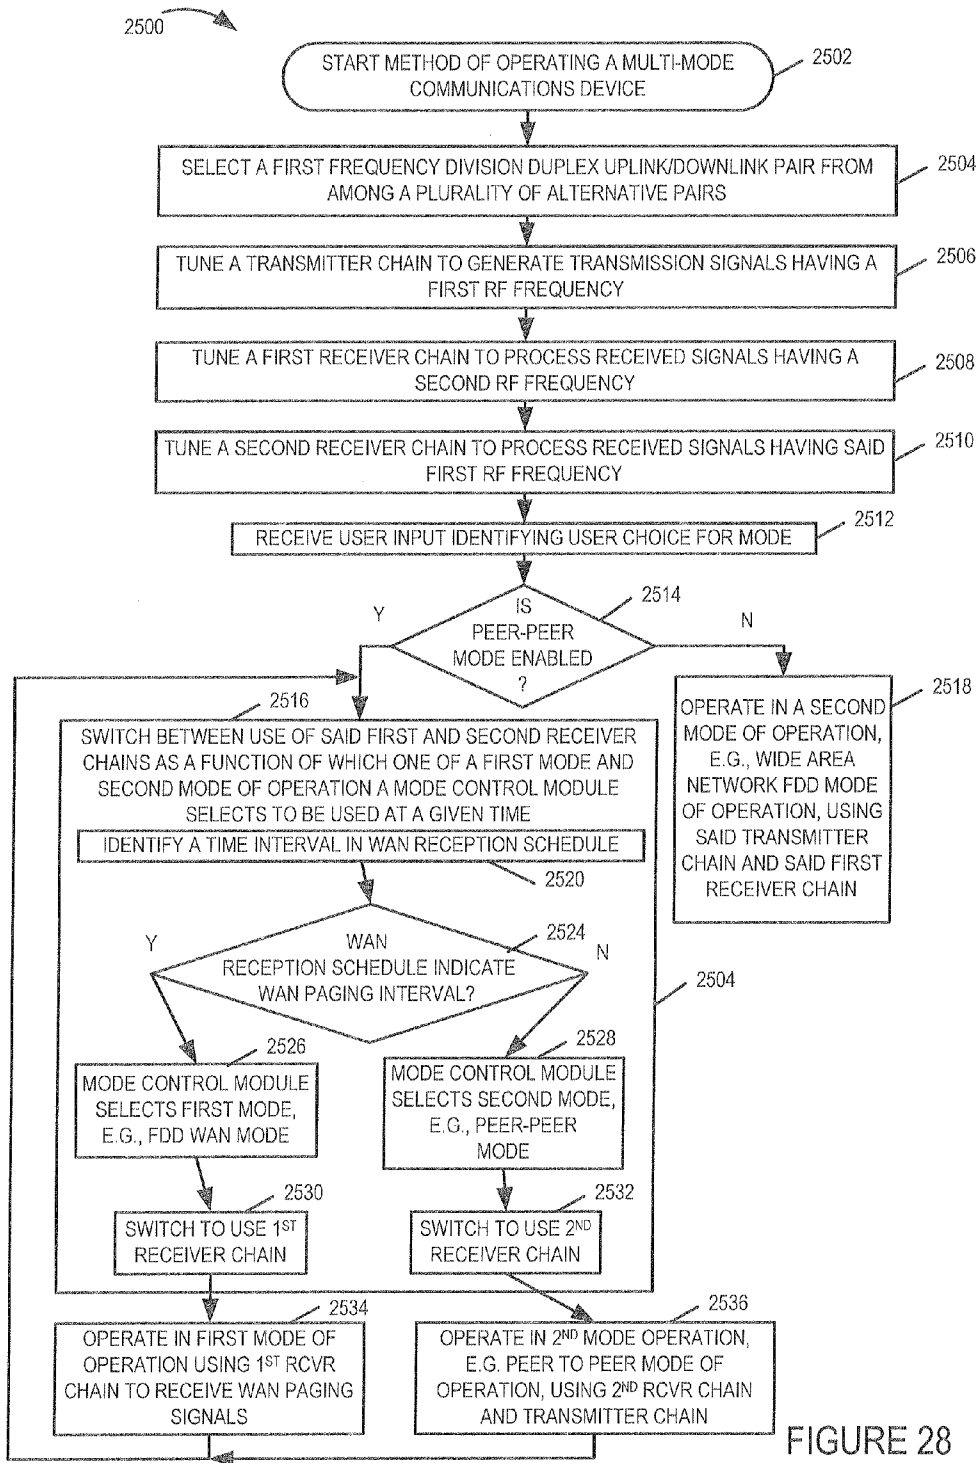 2500
START METHOD OF OPERATING A MULTI-MODE
COMMUNICATIONS DEVICE
2502
SELECT A FIRST FREQUENCY DIVISION DUPLEX UPLINK/DOWNLINK PAIR FROM
AMONG A PLURALITY OF ALTERNATIVE PAIRS
2504
TUNE A TRANSMITTER CHAIN TO GENERATE TRANSMISSION SIGNALS HAVING A
FIRST RF FREQUENCY
2506
TUNE A FIRST RECEIVER CHAIN TO PROCESS RECEIVED SIGNALS HAVING A
SECOND RF FREQUENCY
2508
TUNE A SECOND RECEIVER CHAIN TO PROCESS RECEIVED SIGNALS HAVING SAID
FIRST RF FREQUENCY
2510
RECEIVE USER INPUT IDENTIFYING USER CHOICE FOR MODE
2512
IS
PEER-PEER
MODE ENABLED
?
2514
Y
N
2516
SWITCH BETWEEN USE OF SAID FIRST AND SECOND RECEIVER
CHAINS AS A FUNCTION OF WHICH ONE OF A FIRST MODE AND
SECOND MODE OF OPERATION A MODE CONTROL MODULE
SELECTS TO BE USED AT A GIVEN TIME
2518
OPERATE IN A SECOND
MODE OF OPERATION,
E.G., WIDE AREA
NETWORK FDD MODE
OF OPERATION, USING
SAID TRANSMITTER
CHAIN AND SAID FIRST
RECEIVER CHAIN
IDENTIFY A TIME INTERVAL IN WAN RECEPTION SCHEDULE
2520
WAN
RECEPTION SCHEDULE INDICATE
WAN PAGING INTERVAL?
2524
Y
N
2504
2526
MODE CONTROL MODULE
SELECTS FIRST MODE,
E.G., FDD WAN MODE
2528
MODE CONTROL MODULE
SELECTS SECOND MODE,
E.G., PEER-PEER
MODE
2530
SWITCH TO USE 1ST
RECEIVER CHAIN
2532
SWITCH TO USE 2ND
RECEIVER CHAIN
2534
OPERATE IN FIRST MODE OF
OPERATION USING 1ST RCVR
CHAIN TO RECEIVE WAN PAGING
SIGNALS
2536
OPERATE IN 2ND MODE OPERATION,
E.G. PEER TO PEER MODE OF
OPERATION, USING 2ND RCVR CHAIN
AND TRANSMITTER CHAIN
FIGURE 28